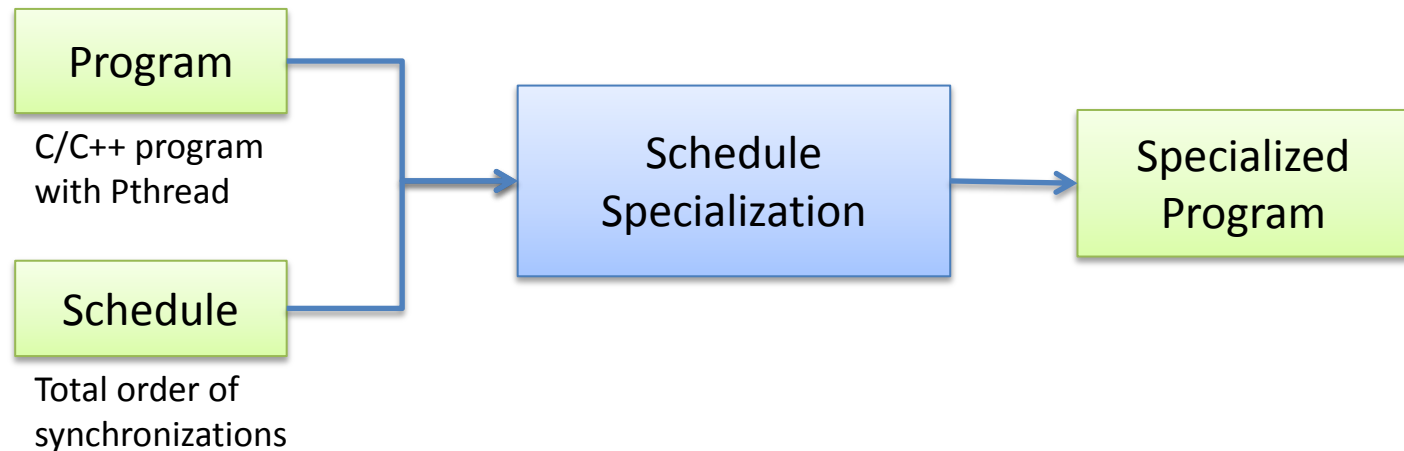 Program
C/C++ program
with Pthread
Schedule
Total order of
synchronizations
Schedule
Specialization
Specialized
Program